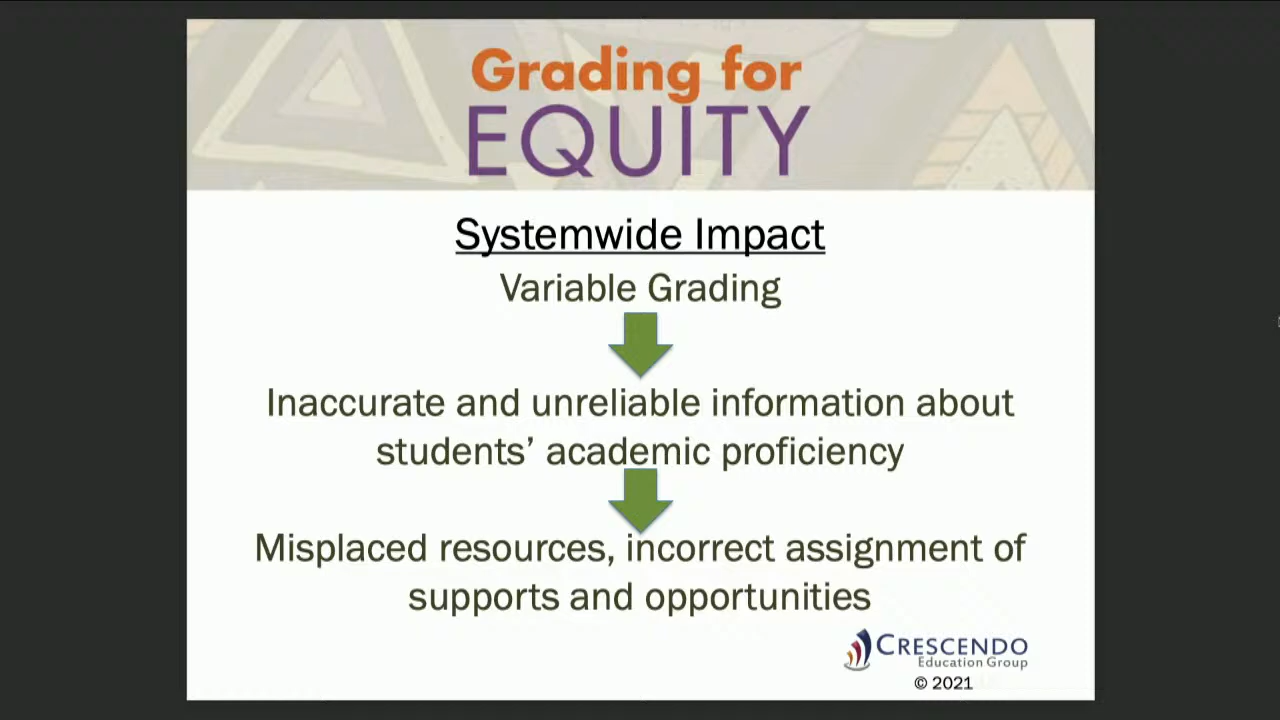 Grading for
EQUITY
Systemwide Impact
Variable Grading
Inaccurate and unreliable information about
students’ academic proficiency
Misplaced resources, incorrect assignment of
supports and opportunities
CRESCENDO
Education Group
© 2021